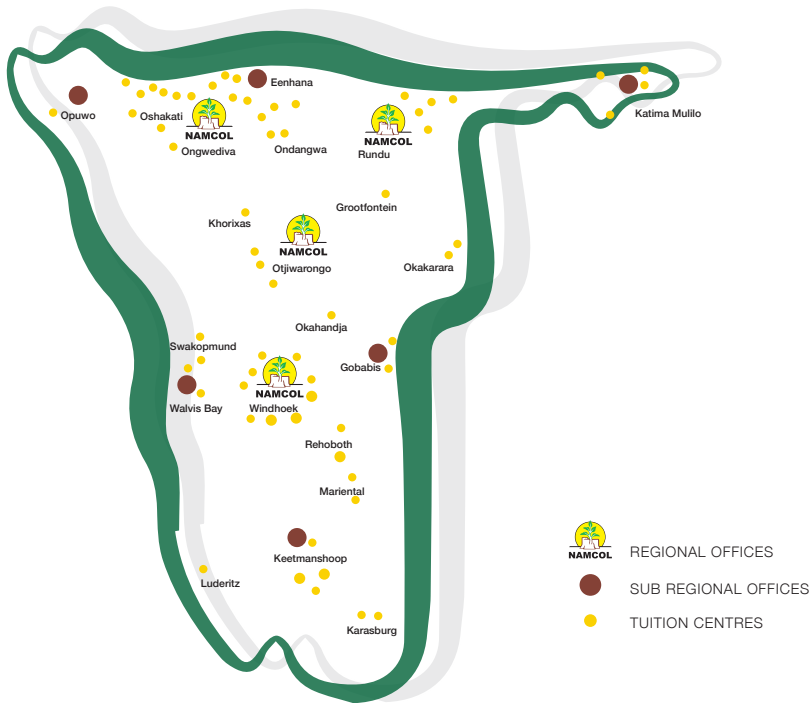 Eenhana
Opuwo
Oshakati
NAMCOL
Ongwediva
Ondangwa
NAMCOL
Rundu
Katima Mulilo
Grootfontein
Khorixas
NAMCOL
Otjiwarongo
Okakarara
Okahandja
Swakopmund
Gobabis
NAMCOL
Walvis Bay
Windhoek
Rehoboth
Mariental
Keetmanshoop
Luderitz
Karasburg
NAMCOL
REGIONAL OFFICES
SUB REGIONAL OFFICES
TUITION CENTRES